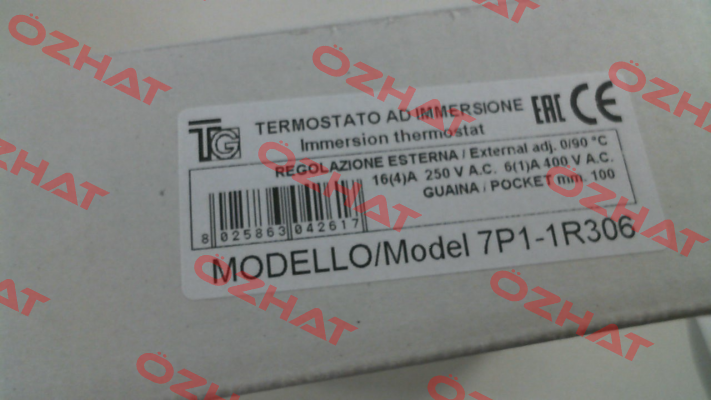 TG
TERMOSTATO AD IMMERSIONE
Immersion thermostat
EAC CE
REGOLAZIONE ESTERNA / External adj. 0/90 °C
16(4)A 250 V A.C. 6(1)A 400 V A.C.
GUAINA / POCKET mm. 100
8 025863 042617
MODELLO/Model 7P1-1R306
ÖZHAT
ÖZHAT
ÖZHAT
ÖZHAT
ÖZHAT
ÖZHAT
ÖZHAT
ÖZHAT
ÖZHAT
ÖZHAT
ÖZHAT